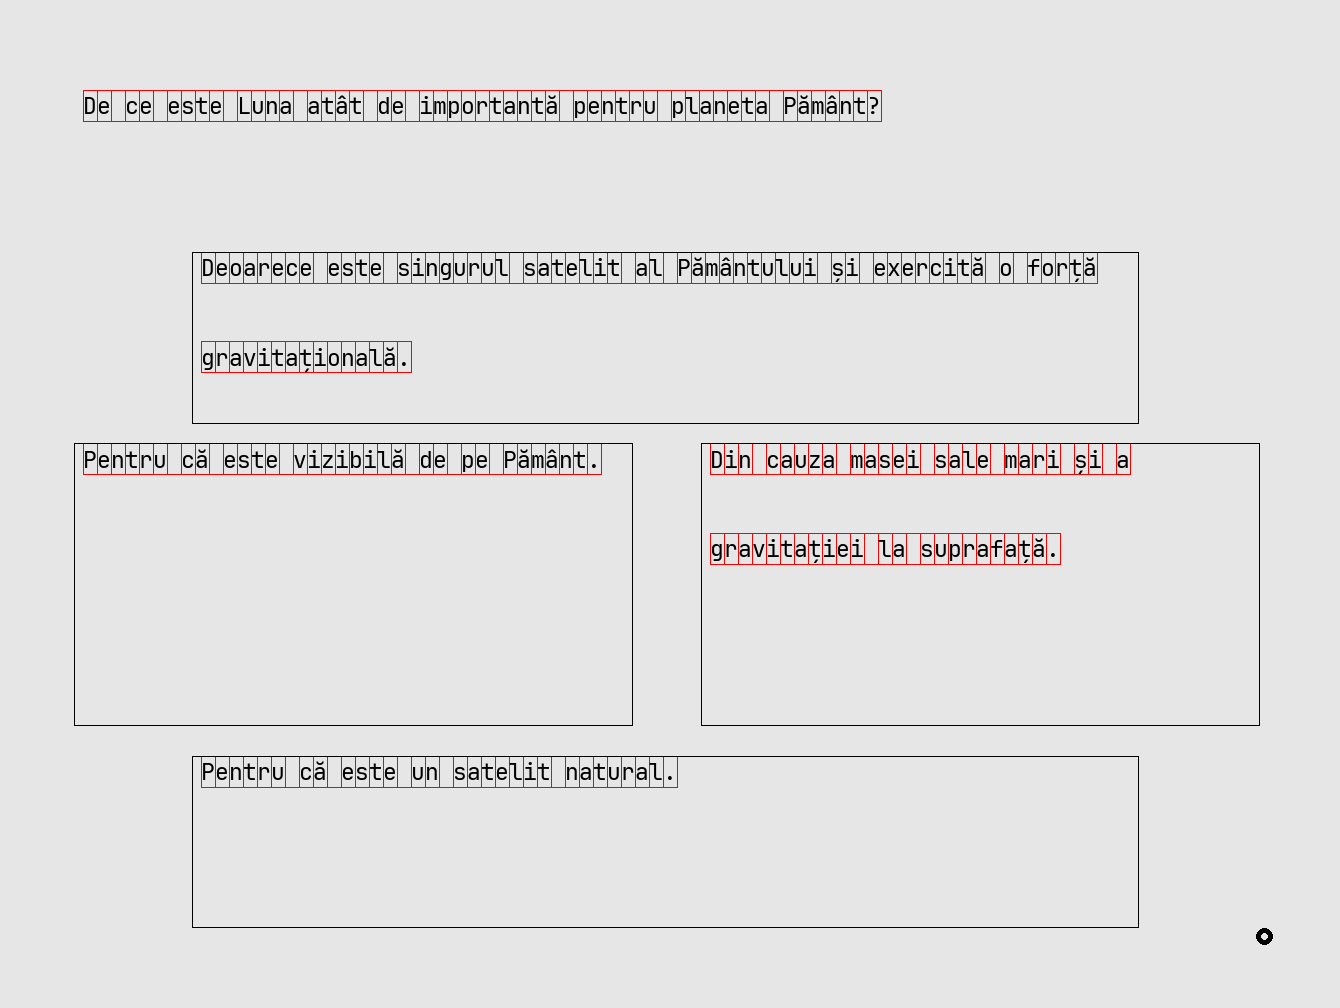 De ce este Luna atât de importantă pentru planeta Pământ?
Deoarece este singurul satelit al Pământului și exercită o forță
gravitațională.
Pentru că este vizibilă de pe Pământ.
Din cauza masei sale mari și a
gravitației la suprafață.
Pentru că este un satelit natural.